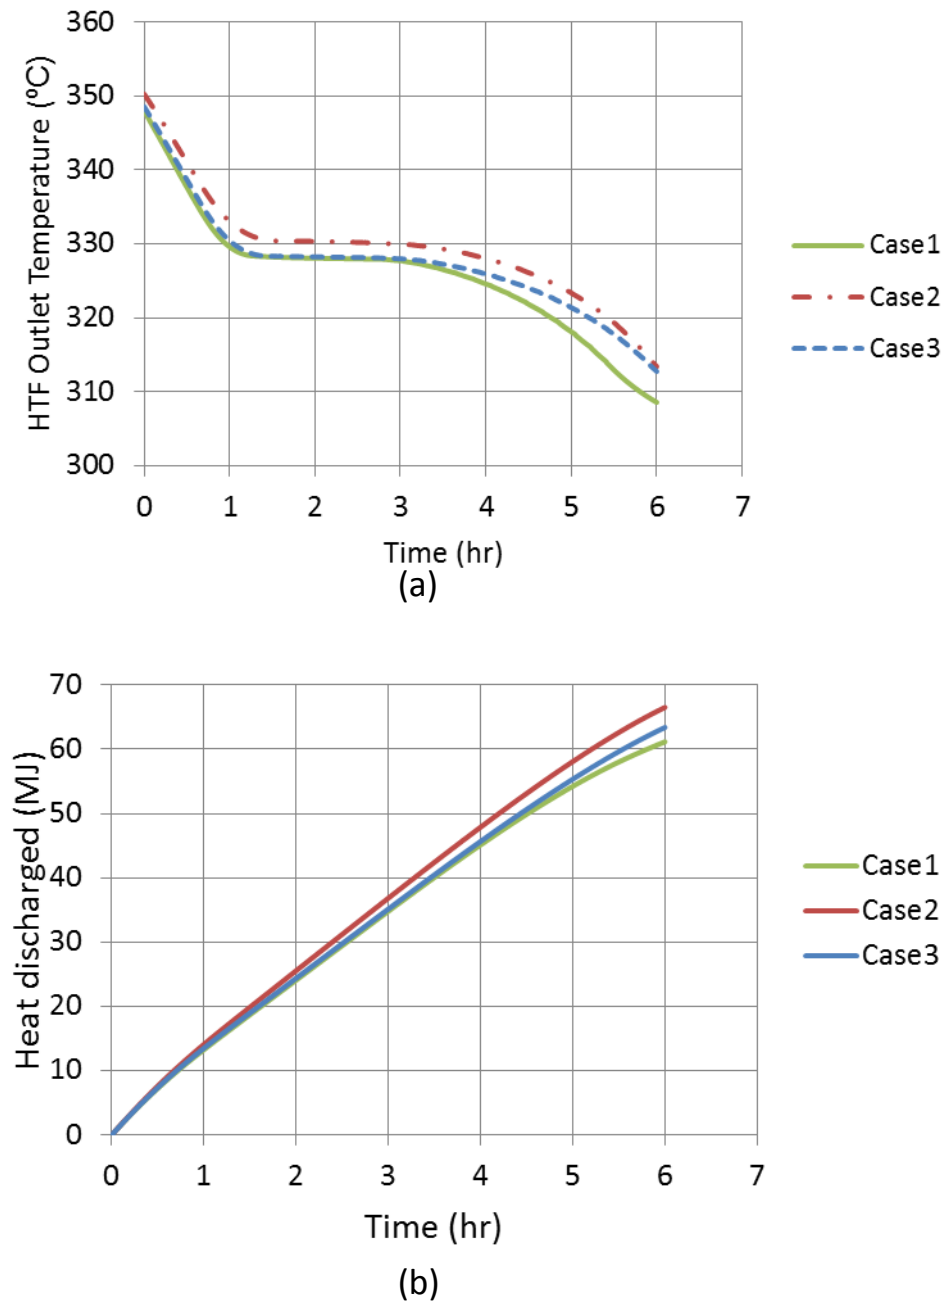 360
350
340
330
320
310
300
HTF Outlet Temperature (ºC)
0 1 2 3 4 5 6 7
Time (hr)
Case1
Case2
Case3
(a)
70
60
50
40
30
20
10
0
Heat discharged (MJ)
0 1 2 3 4 5 6 7
Time (hr)
Case1
Case2
Case3
(b)